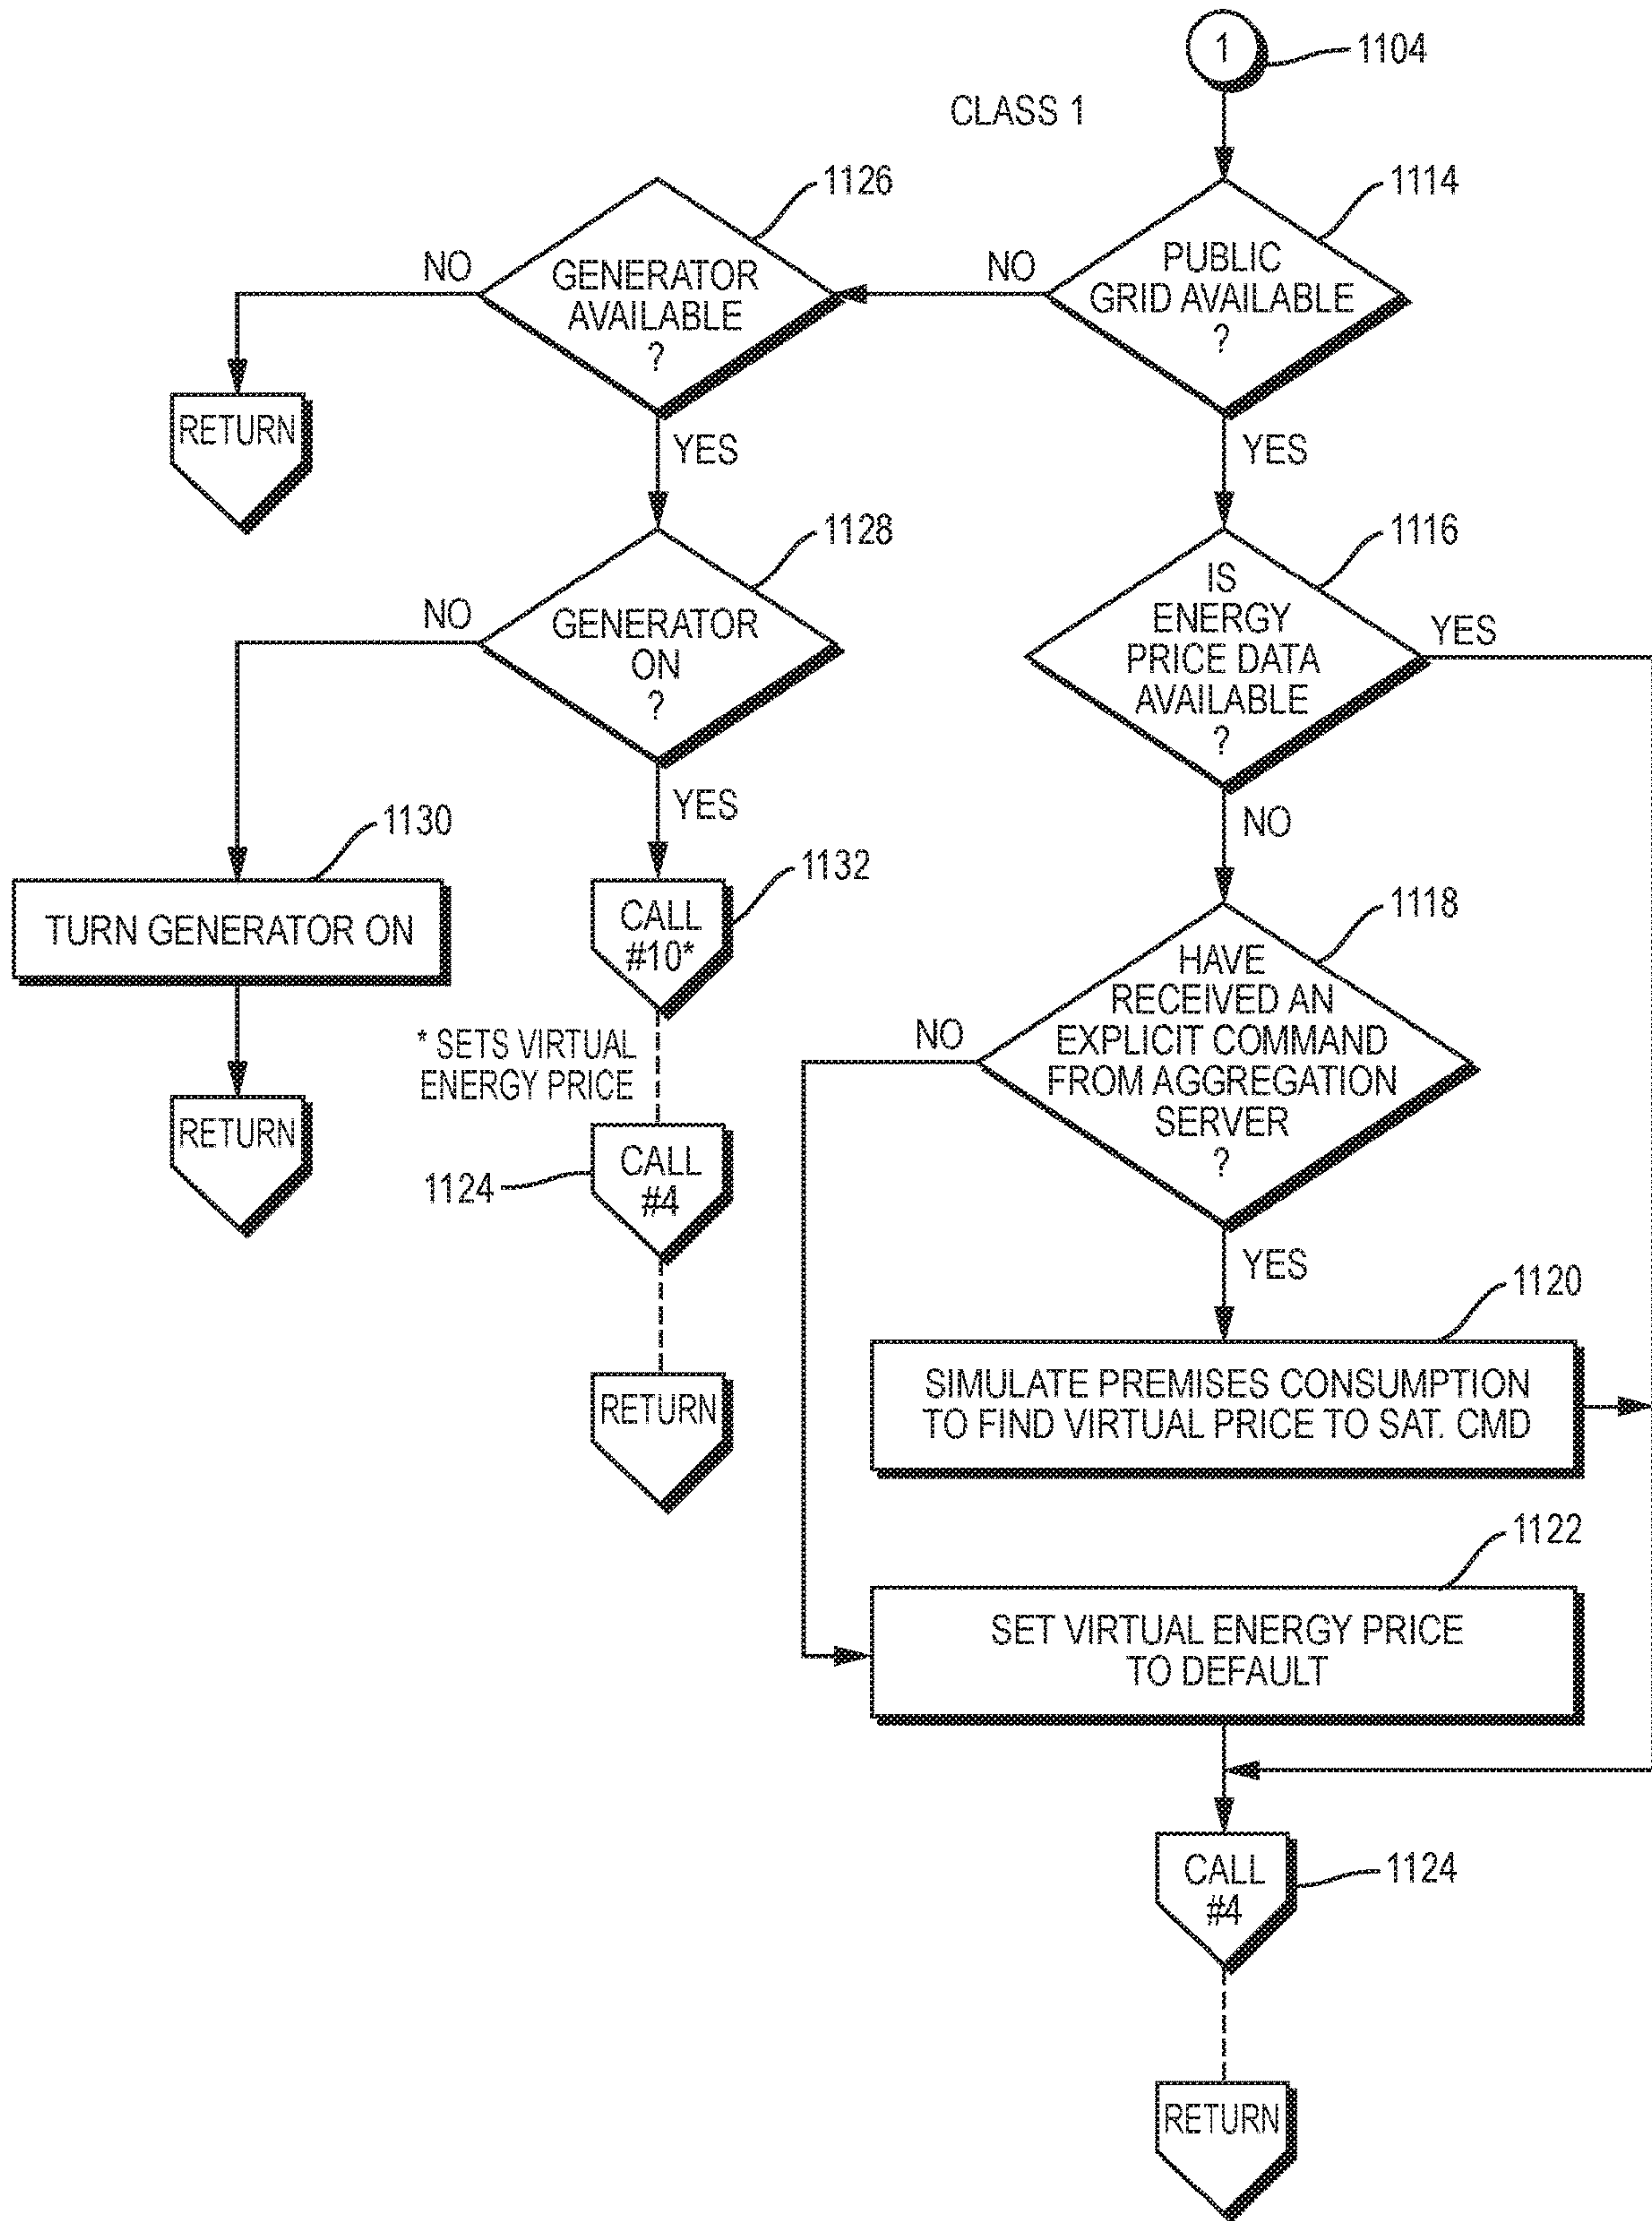 1
1104
CLASS 1
1126
1114
NO
GENERATOR
AVAILABLE
?
NO
PUBLIC
GRID AVAILABLE
?
RETURN
YES
YES
1128
1116
NO
GENERATOR
ON
?
IS
ENERGY
PRICE DATA
AVAILABLE
?
YES
YES
NO
1130
TURN GENERATOR ON
1132
CALL
#10*
1118
HAVE
RECEIVED AN
EXPLICIT COMMAND
FROM AGGREGATION
SERVER
?
NO
* SETS VIRTUAL
ENERGY PRICE
RETURN
1124
CALL
#4
YES
1120
SIMULATE PREMISES CONSUMPTION
TO FIND VIRTUAL PRICE TO SAT. CMD
RETURN
1122
SET VIRTUAL ENERGY PRICE
TO DEFAULT
CALL
#4
1124
RETURN